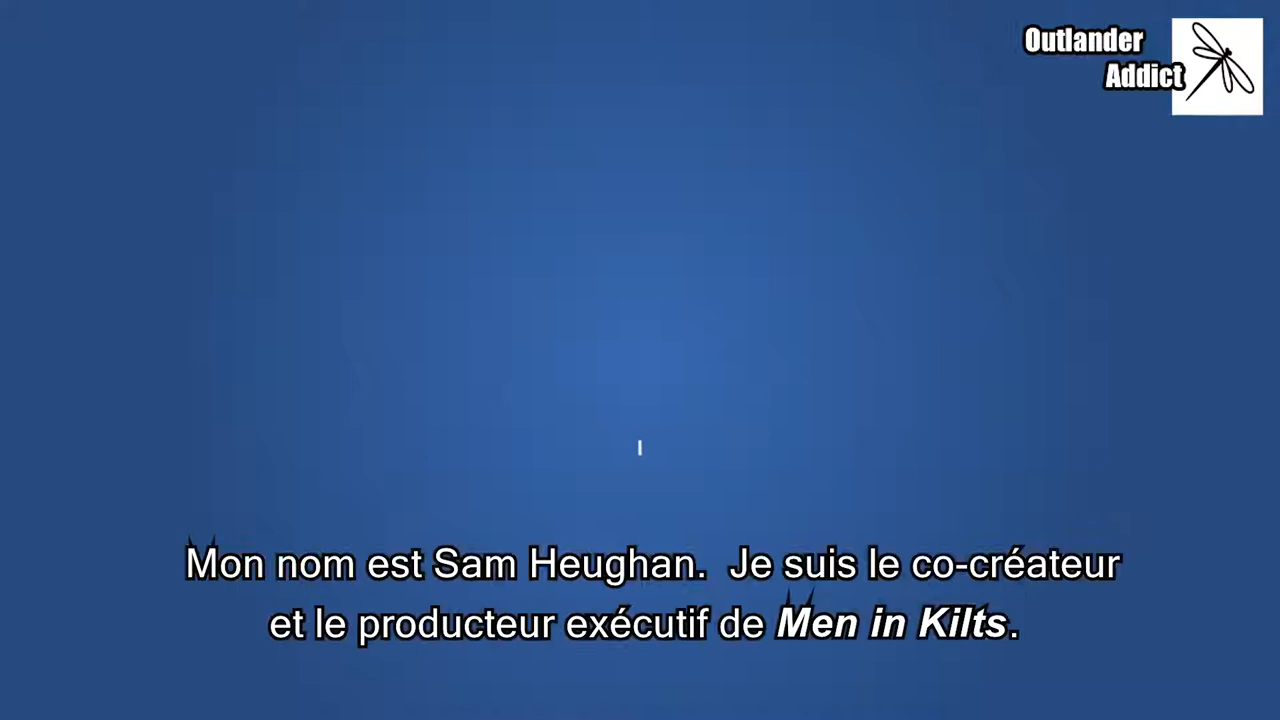 Outlander
Addict
Mon nom est Sam Heughan. Je suis le co-créateur
et le producteur exécutif de Men in Kilts.